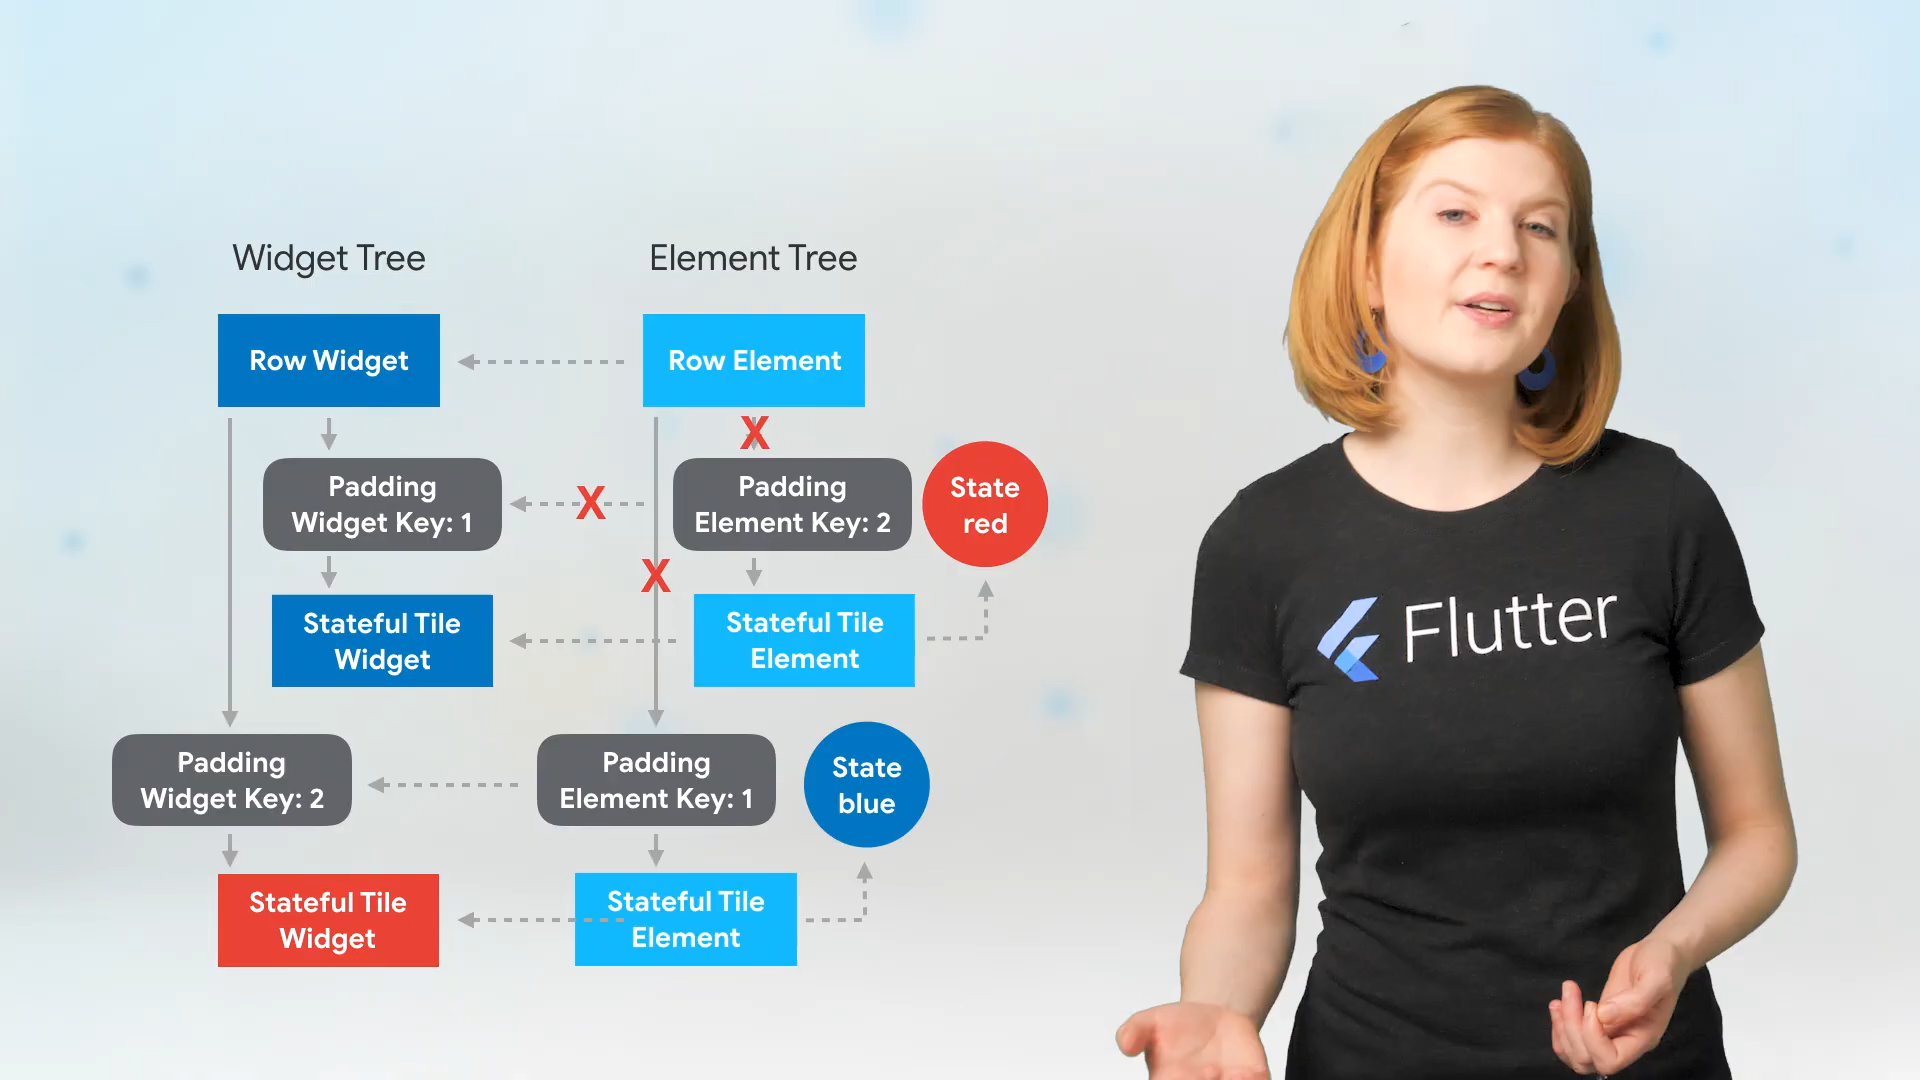 Widget Tree
Element Tree
Row Widget
Row Element
X
Padding
Widget Key: 1
X
Padding
Element Key: 2
State
red
X
Stateful Tile
Widget
Stateful Tile
Element
Padding
Widget Key: 2
Padding
Element Key: 1
State
blue
Stateful Tile
Widget
Stateful Tile
Element
Flutter